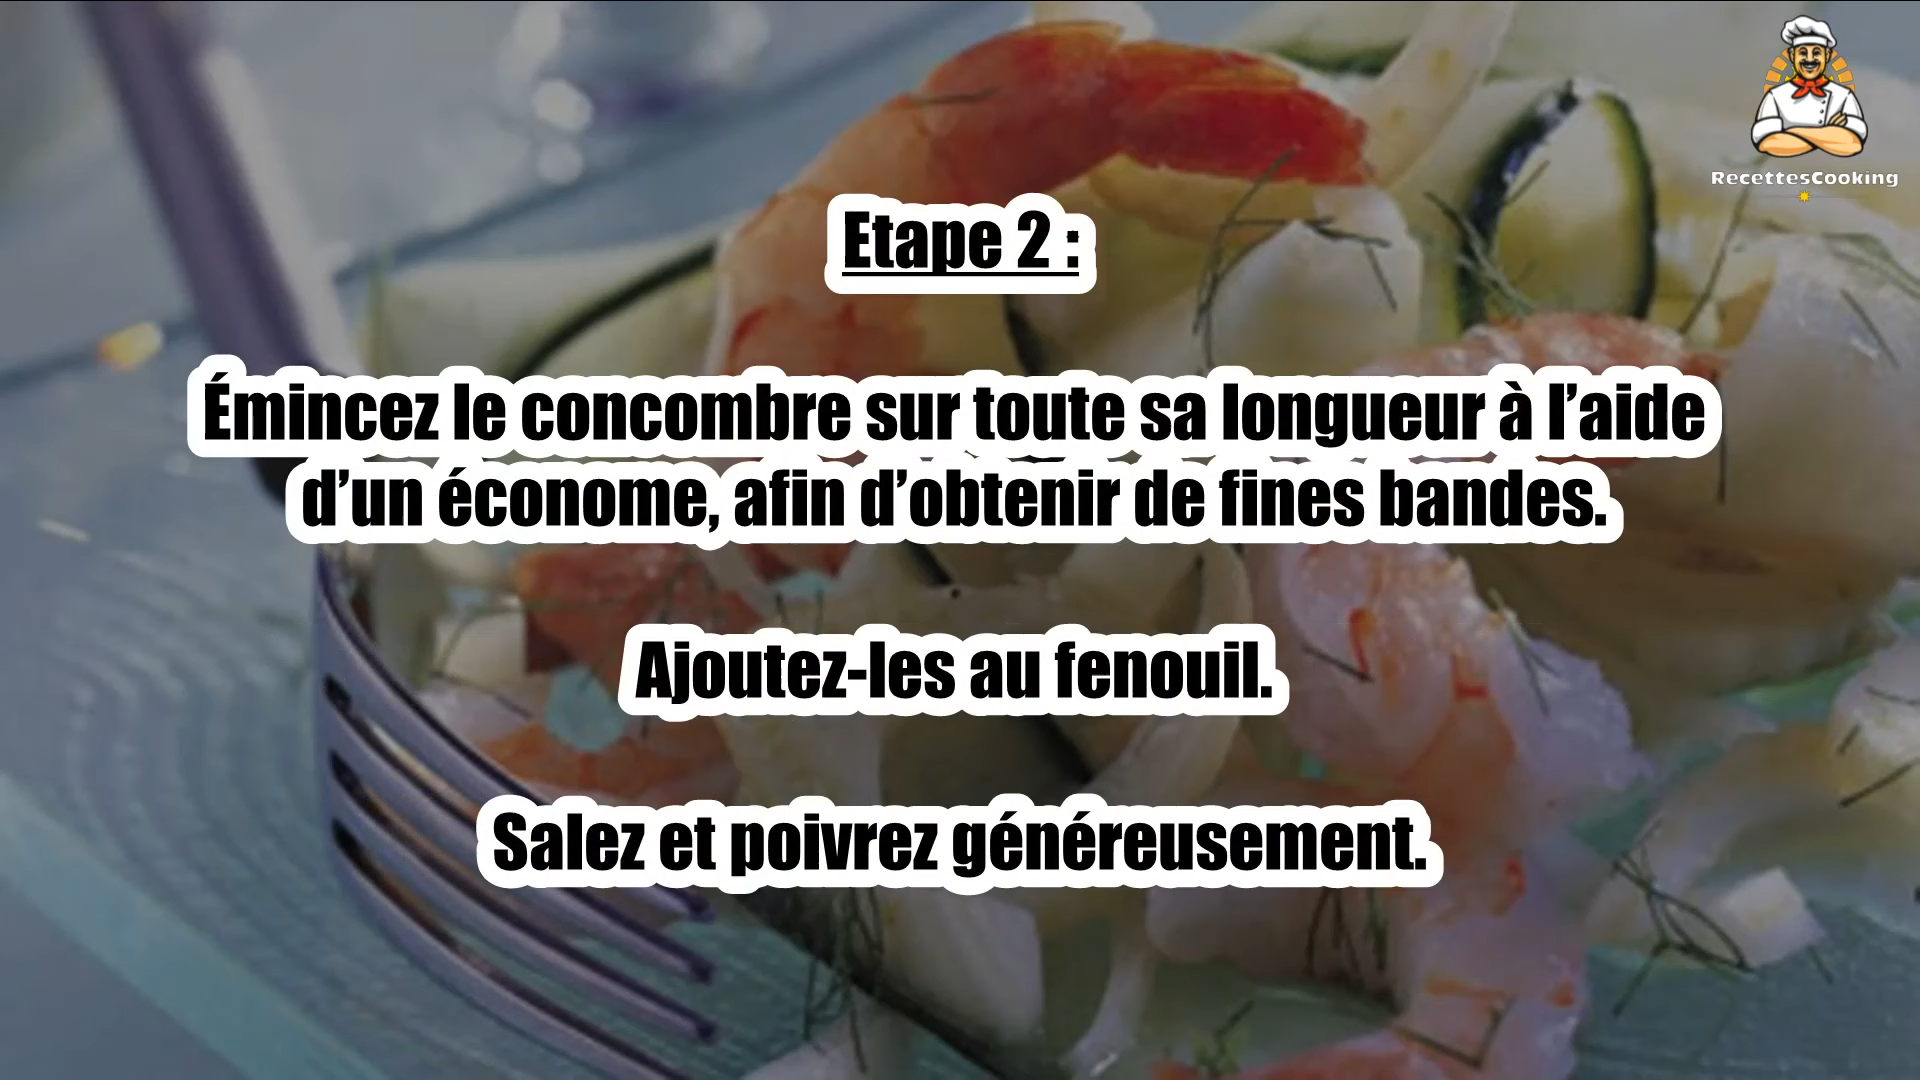 RecettesCooking
Etape 2 :
Émincez le concombre sur toute sa longueur à l’aide
d’un économe, afin d’obtenir de fines bandes.
Ajoutez-les au fenouil.
Salez et poivrez généreusement.